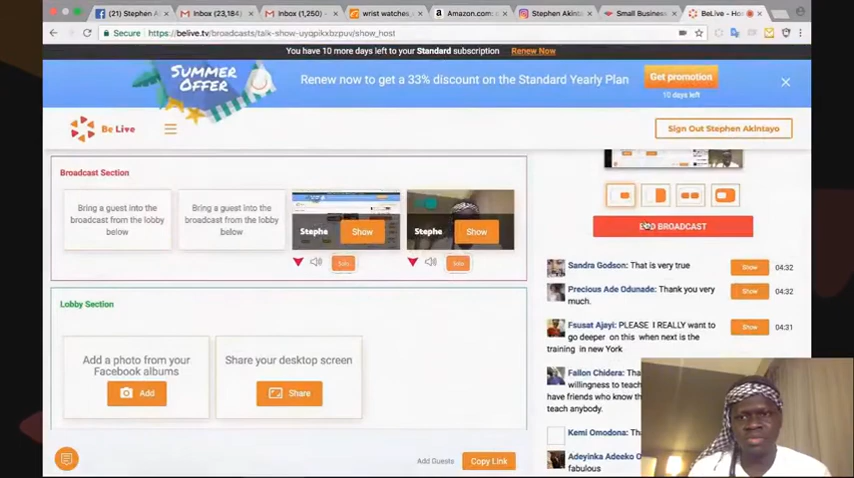 (21) Stephen A
Inbox (23,184)
Inbox (1,250)
wrist watches
Amazon.com:
Stephen Akint
Small Business
BeLive - Ho
Secure
https://belive.tv/broadcasts/talk-show-uyqpikxbzpuv/show_host
You have 10 more days left to your Standard subscription
Renew Now
SUMMER
OFFER
Renew now to get a 33% discount on the Standard Yearly Plan
Get promotion
10 days left
Be Live
Sign Out Stephen Akintayo
Broadcast Section
Bring a guest into the
broadcast from the lobby
below
Bring a guest into the
broadcast from the lobby
below
Stephe
Show
Stephe
Show
Solo
Solo
END BROADCAST
Sandra Godson: That is very true
Show
04:32
Precious Ade Odunade: Thank you very
much.
Show
04:32
Fsusat Ajayi: PLEASE I REALLY want to
go deeper on this when next is the
training in new York
Show
04:31
Fallon Chidera: Tha
willingness to teach
have friends who know th
teach anybody.
Kemi Omodona: Th
Adeyinka Adeeko O
fabulous
Lobby Section
Add a photo from your
Facebook albums
Add
Share your desktop screen
Share
Add Guests
Copy Link